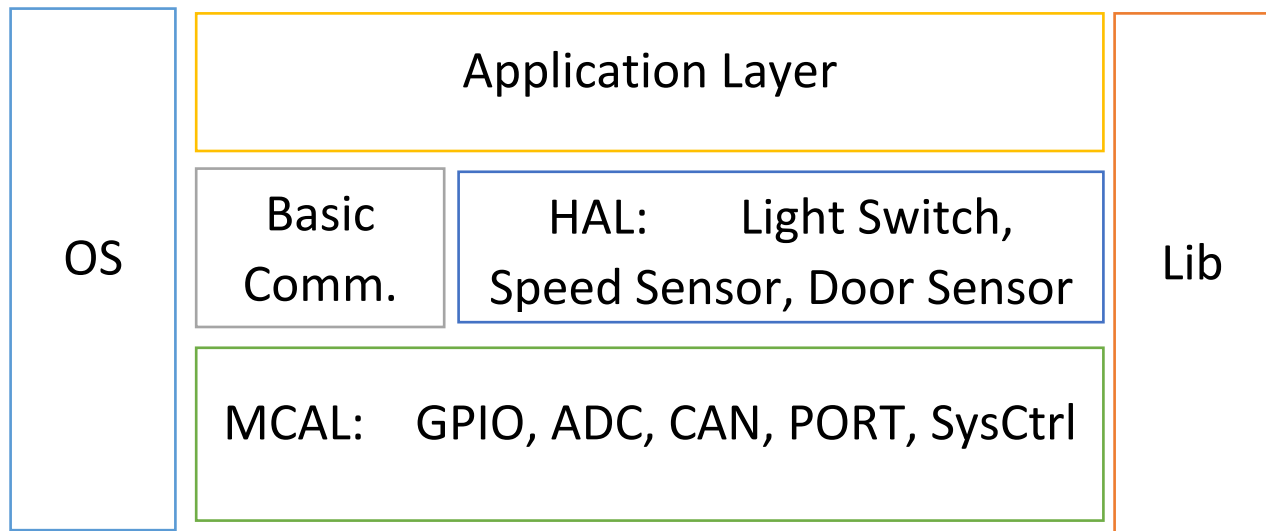 OS
Application Layer
Basic
Comm.
HAL: Light Switch,
Speed Sensor, Door Sensor
MCAL: GPIO, ADC, CAN, PORT, SysCtrl
Lib